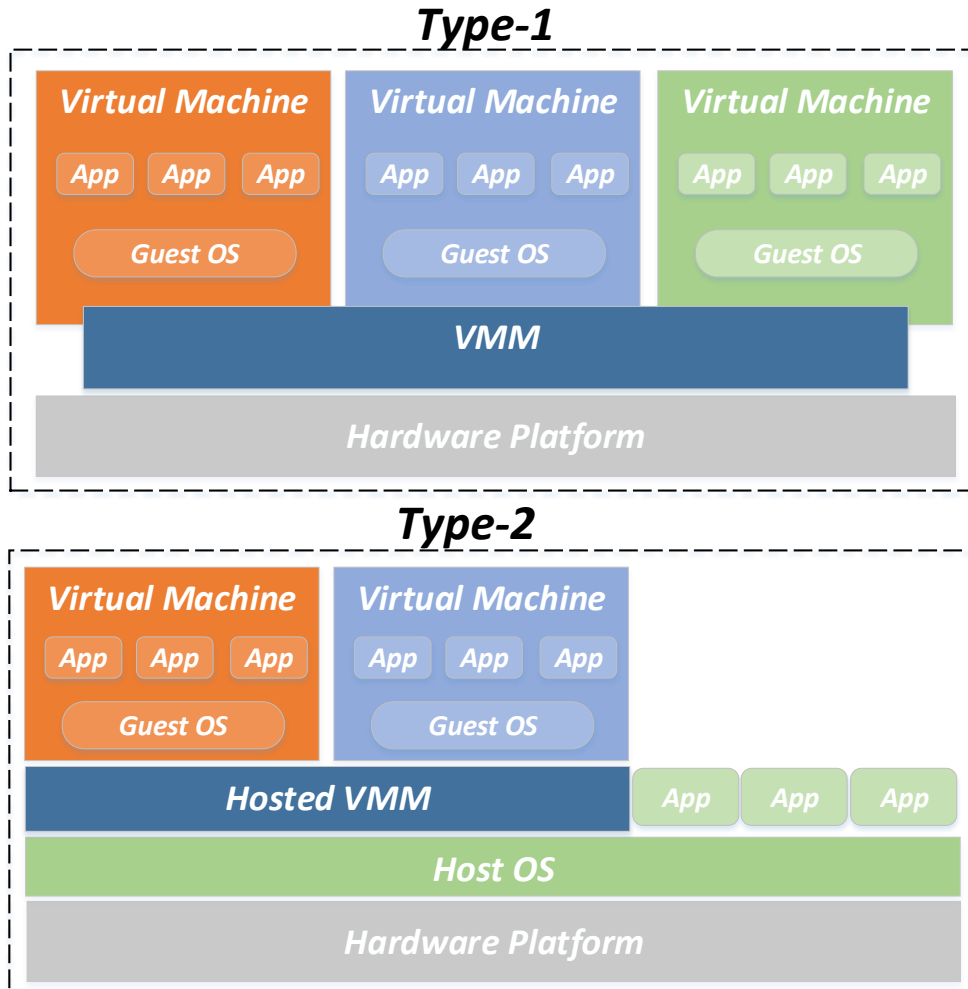 Type-1
Virtual Machine Virtual Machine Virtual Machine
App App App App App App App App App
Guest OS Guest OS Guest OS
VMM
Hardware Platform
Type-2
Virtual Machine Virtual Machine
App App App App App App
Guest OS Guest OS
Hosted VMM App App App
Host OS
Hardware Platform